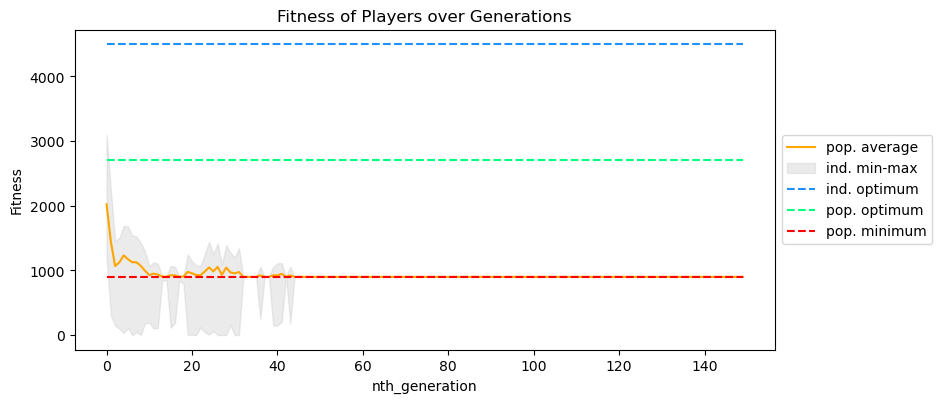 Fitness of Players over Generations
Fitness
4000
3000
2000
1000
0
0 20 40 60 80 100 120 140
nth_generation
pop. average
ind. min-max
ind. optimum
pop. optimum
pop. minimum